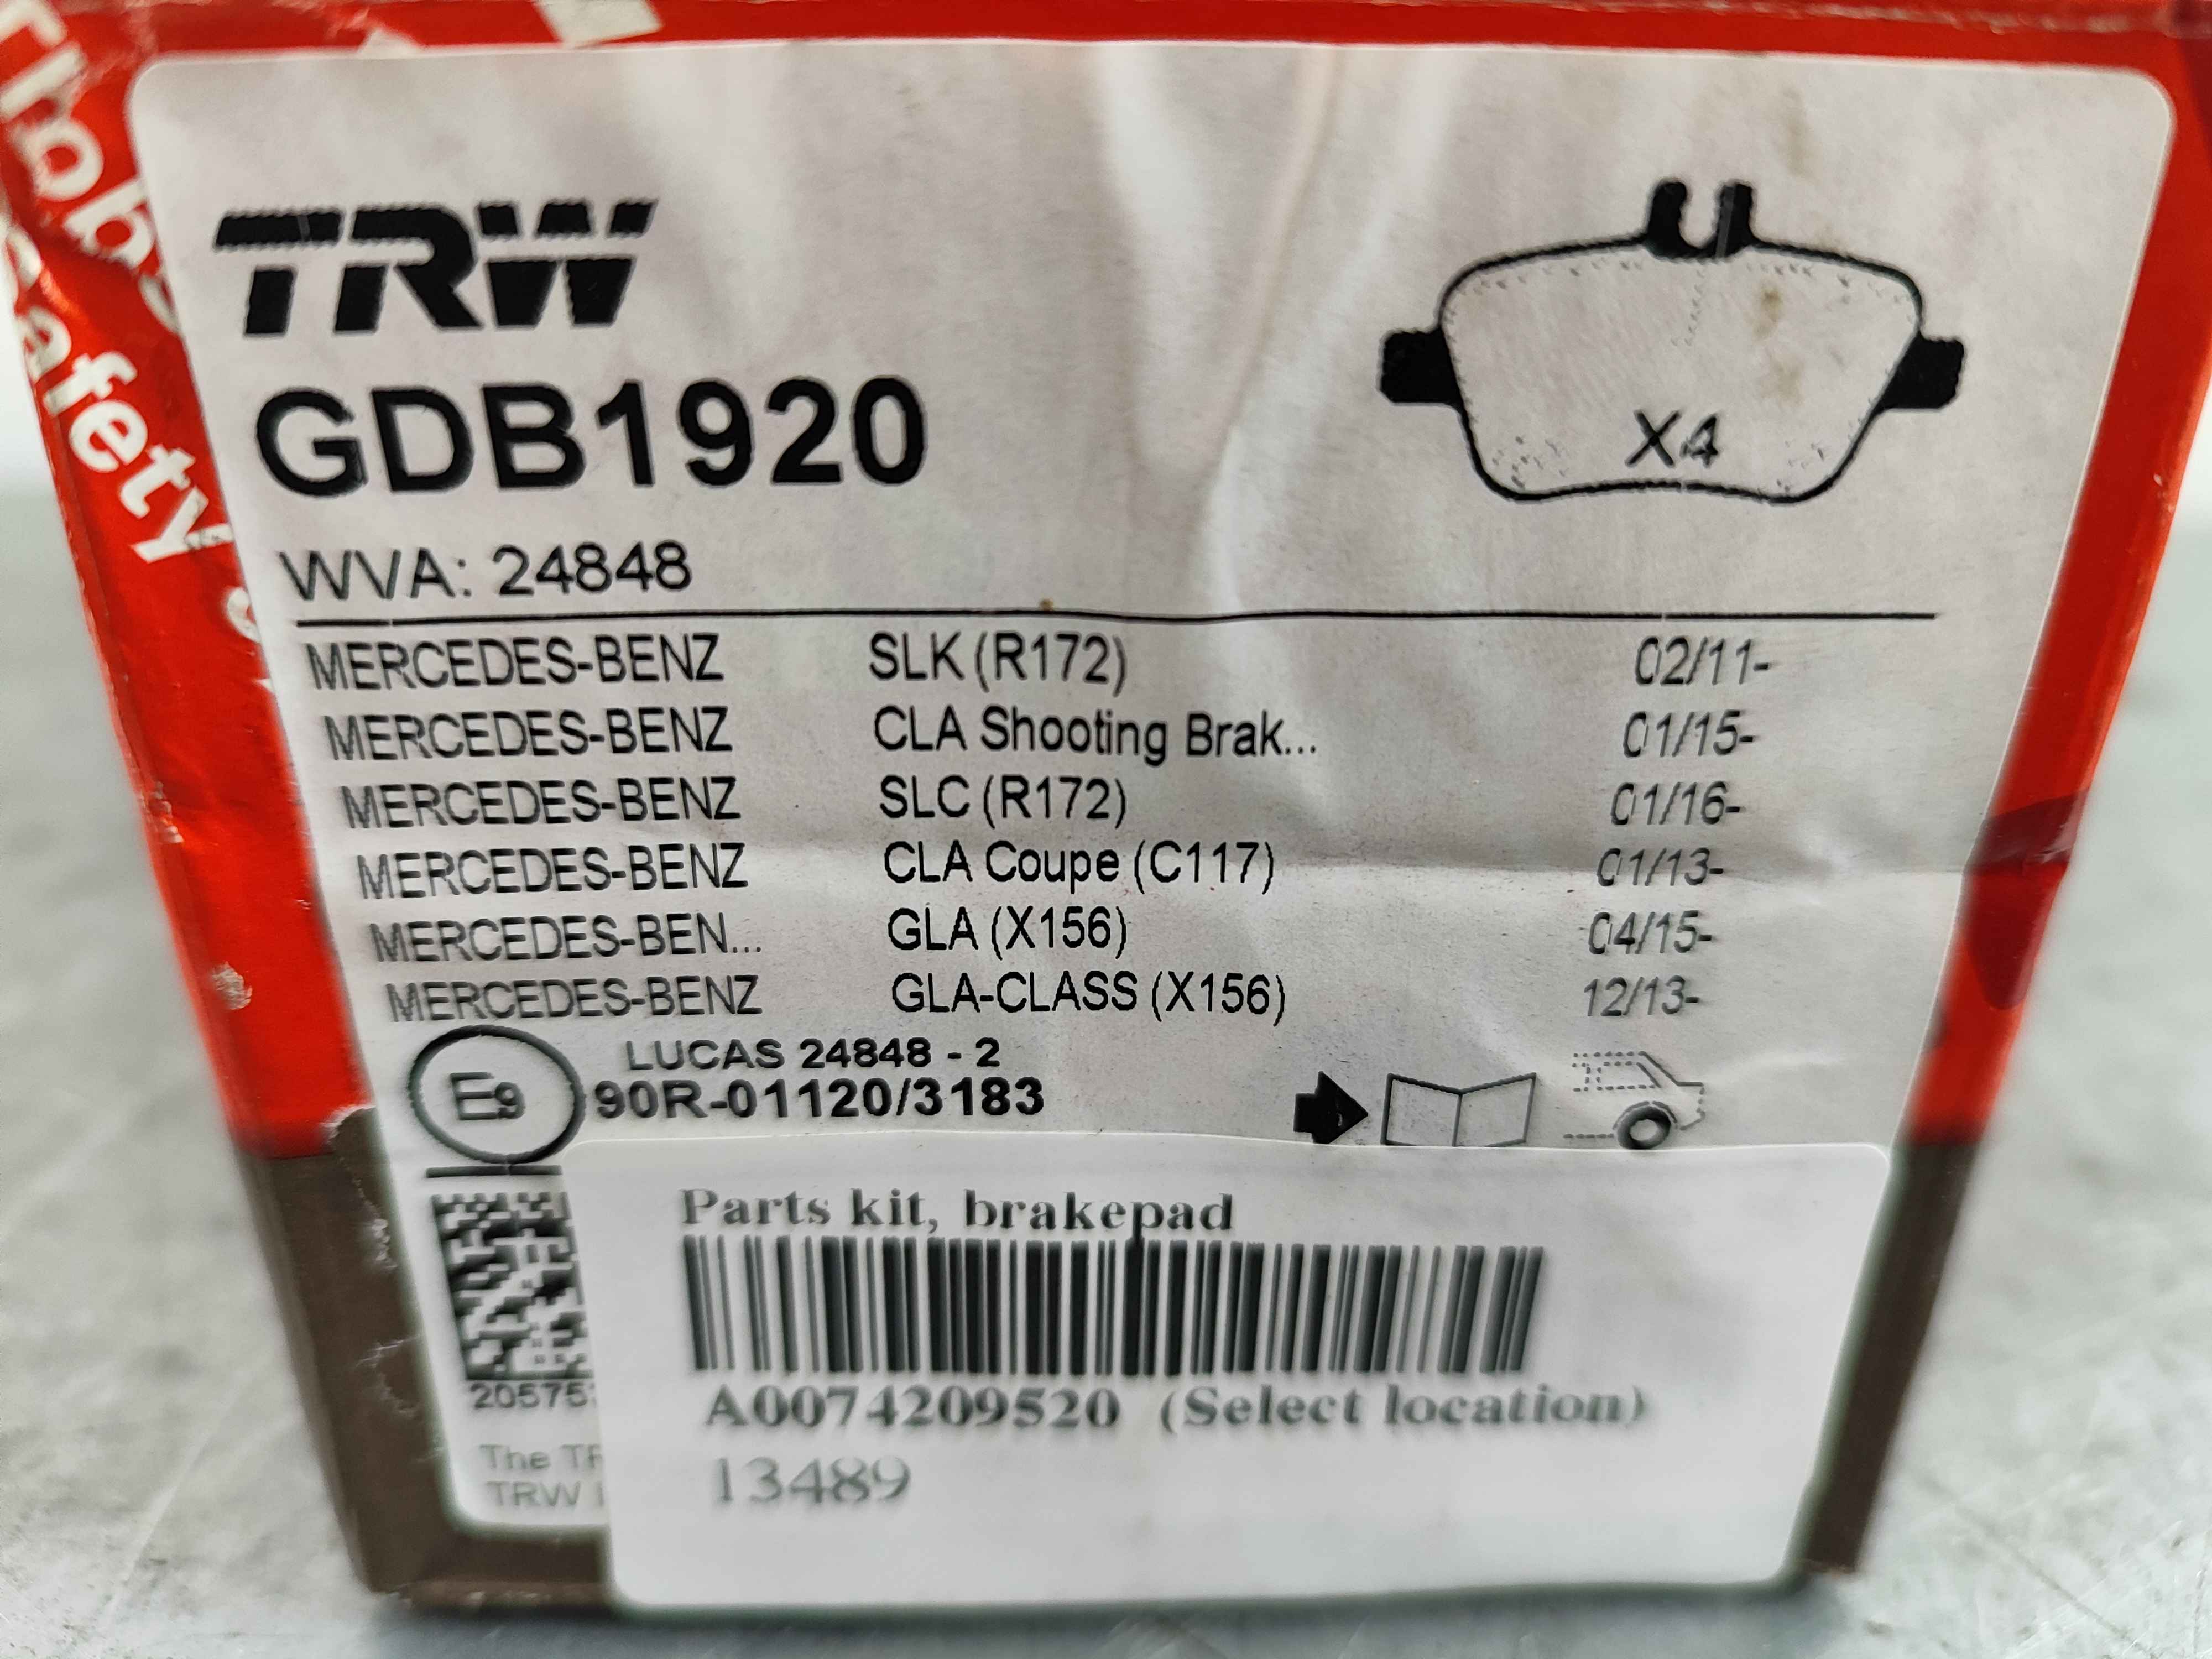 TRW
GDB1920
WVA: 24848
X4
MERCEDES-BENZ SLK (R172) 02/11-
MERCEDES-BENZ CLA Shooting Brak... 01/15-
MERCEDES-BENZ SLC (R172) 01/16-
MERCEDES-BENZ CLA Coupe (C117) 01/13-
MERCEDES-BEN... GLA (X156) 04/15-
MERCEDES-BENZ GLA-CLASS (X156) 12/13-
E9
LUCAS 24848 - 2
90R-01120/3183
Parts kit, brakepad
A0074209520 (Select location)
13489
20575
The
TRW